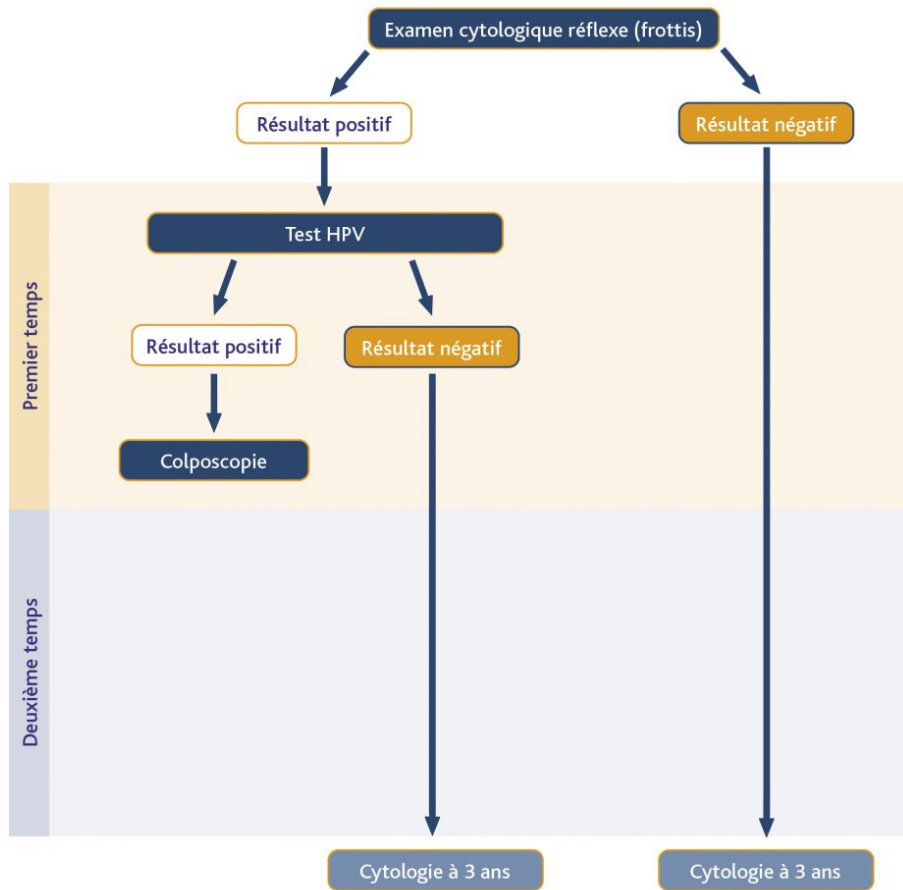 Examen cytologique réflexe (frottis)
Résultat positif
Résultat négatif
Premier temps
Test HPV
Résultat positif
Résultat négatif
Colposcopie
Deuxième temps
Cytologie à 3 ans
Cytologie à 3 ans